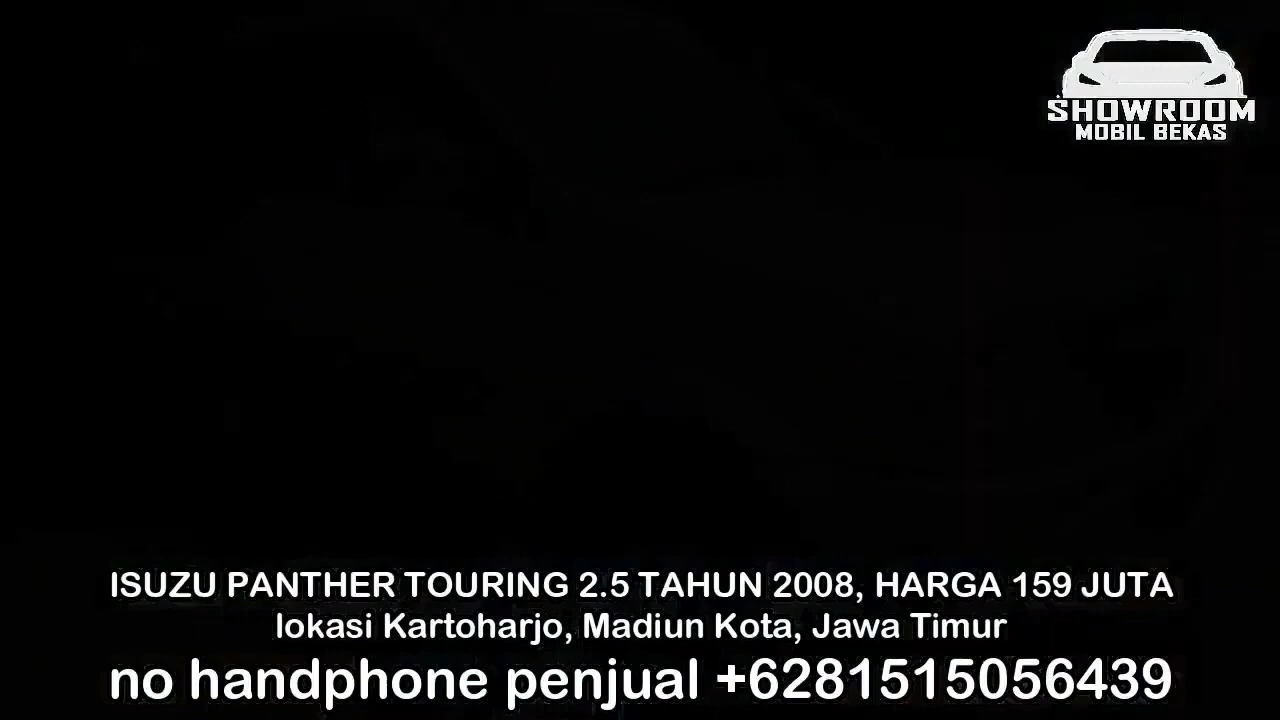 SHOWROOM
MOBIL BEKAS
ISUZU PANTHER TOURING 2.5 TAHUN 2008, HARGA 159 JUTA
lokasi Kartoharjo, Madiun Kota, Jawa Timur
no handphone penjual +6281515056439